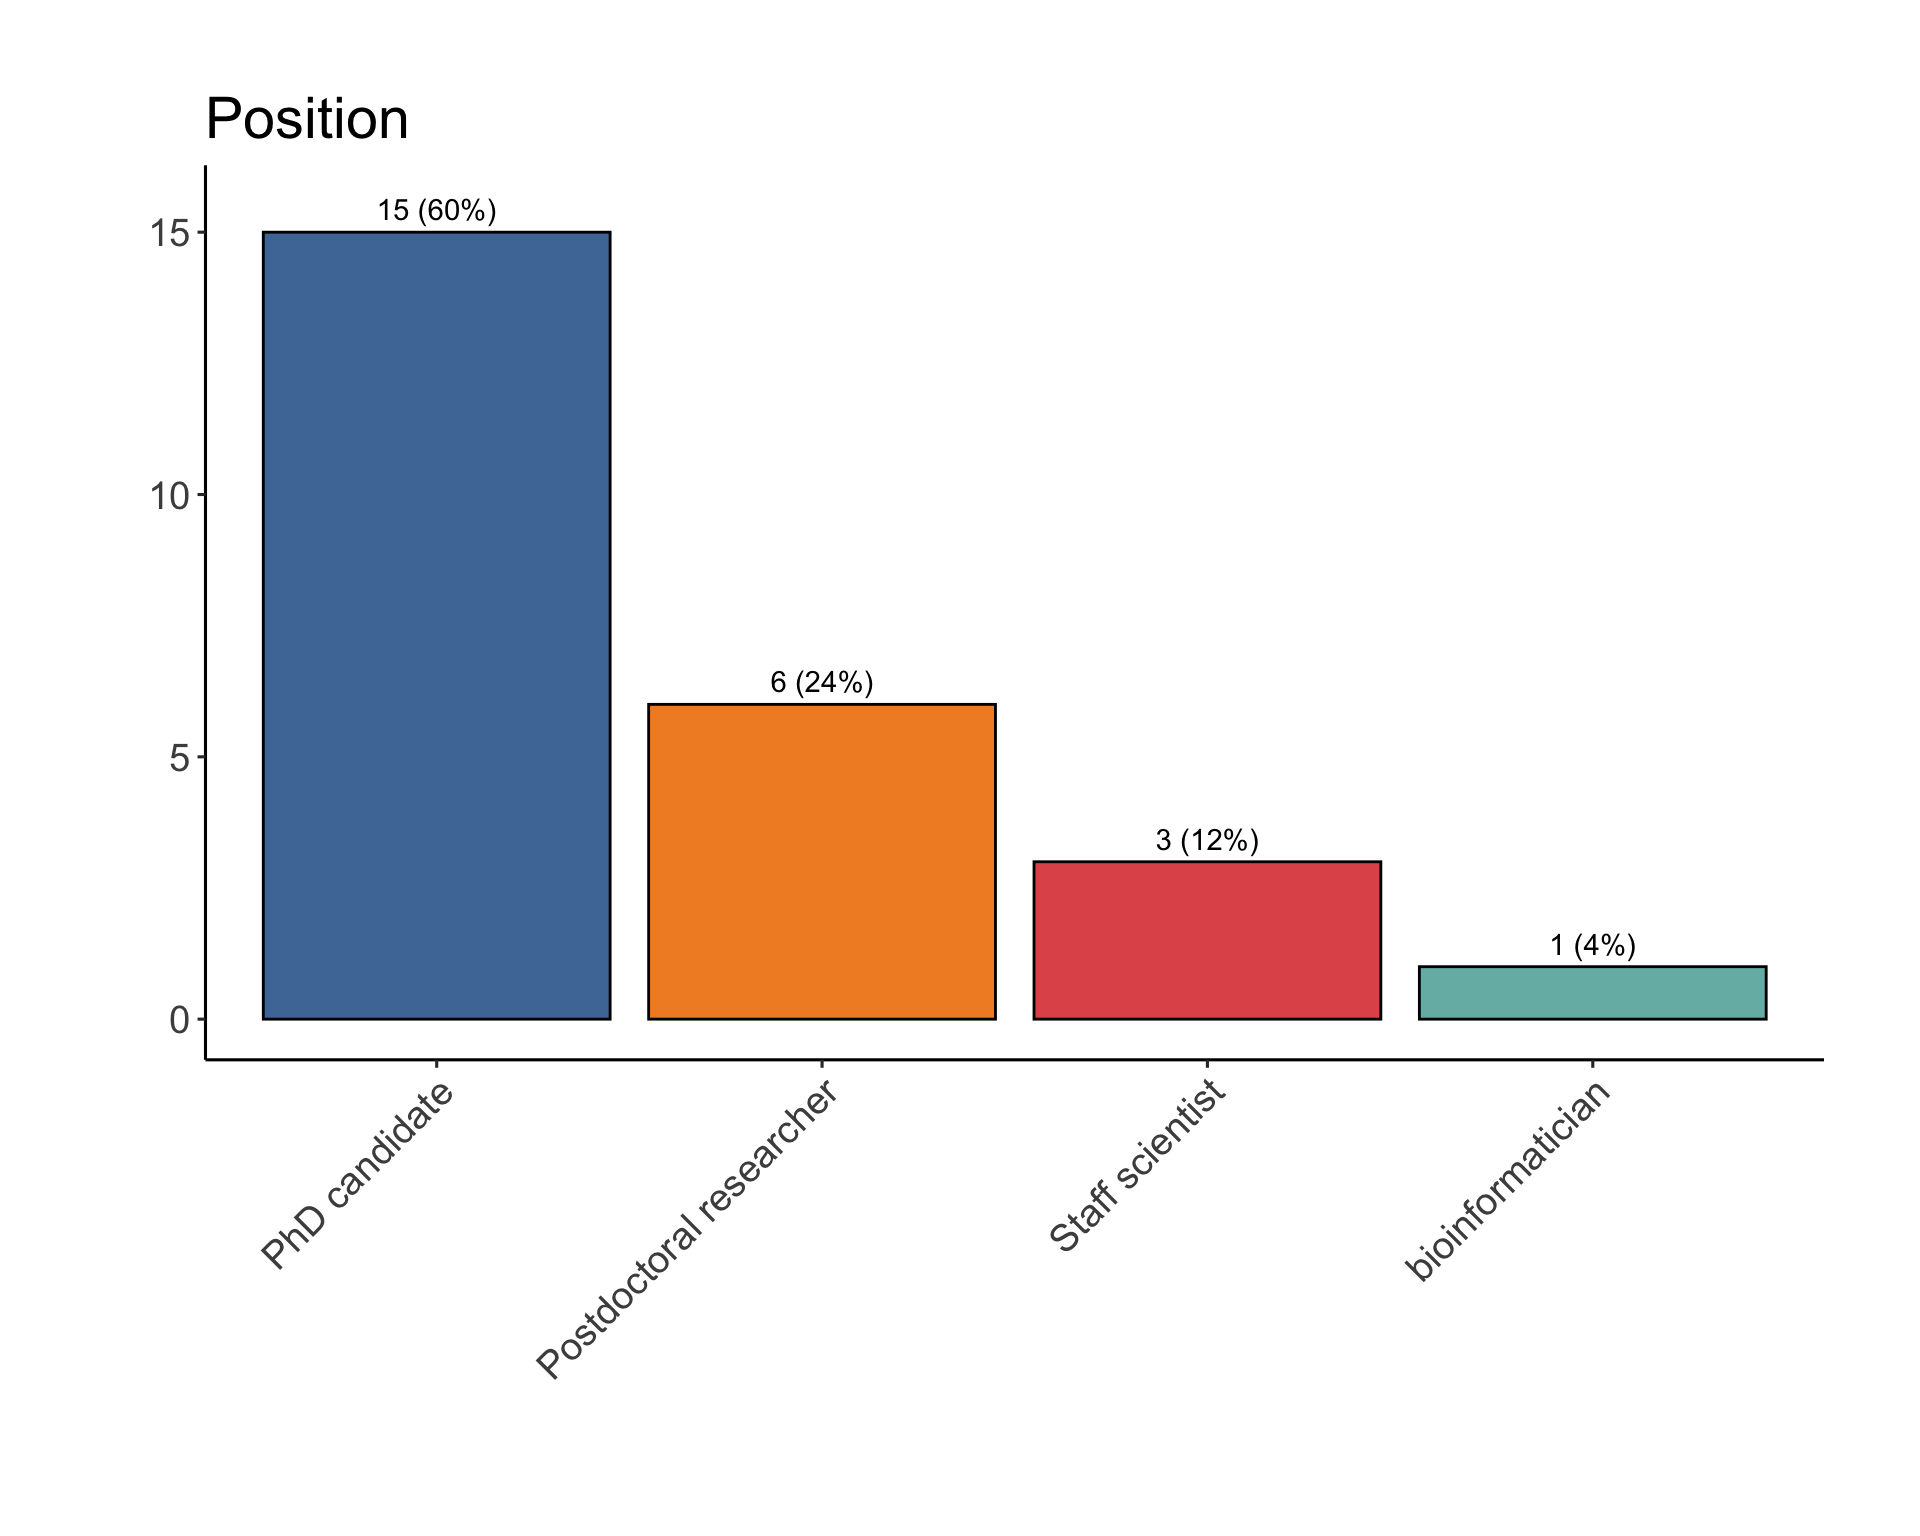 Position
15 (60%)
15
10
6 (24%)
5
3 (12%)
1 (4%)
0
PhD candidate
Postdoctoral researcher
Staff scientist
bioinformatician